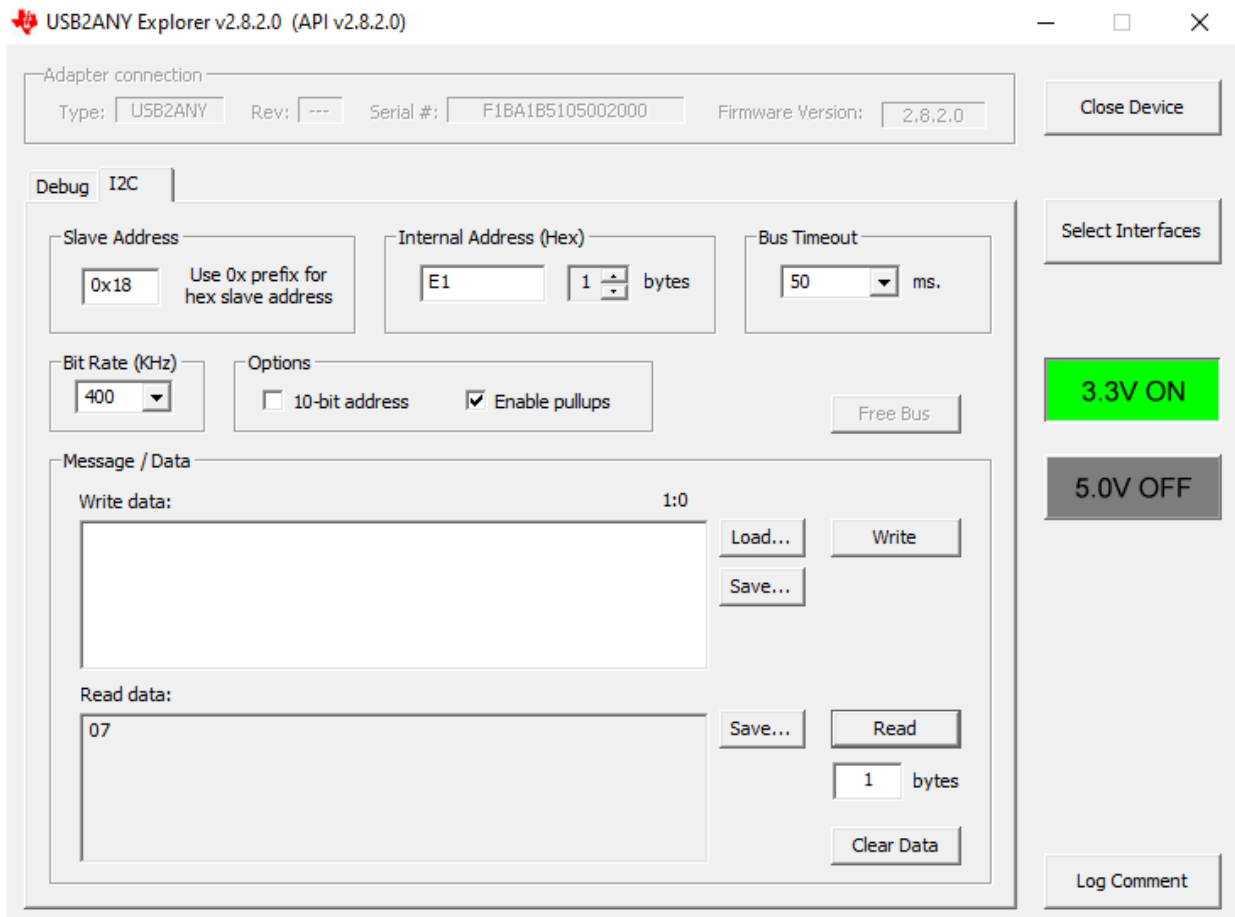 USB2ANY Explorer v2.8.2.0 (API v2.8.2.0)
Adapter connection
Type: USB2ANY Rev: --- Serial #: F1BA1B5105002000 Firmware Version: 2.8.2.0
Close Device
Debug I2C
Select Interfaces
Slave Address
0x18 Use 0x prefix for
hex slave address
Internal Address (Hex)
E1 1 bytes
Bus Timeout
50 ms.
Bit Rate (KHz)
400
Options
10-bit address Enable pullups
Free Bus
3.3V ON
5.0V OFF
Message / Data
Write data: 1:0
Load... Write
Save...
Read data:
07
Save... Read
1 bytes
Clear Data
Log Comment